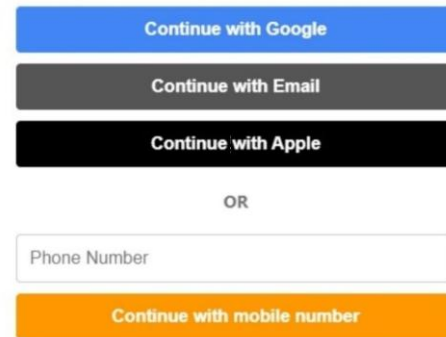 Continue with Google
Continue with Email
Continue with Apple
OR
Phone Number
Continue with mobile number